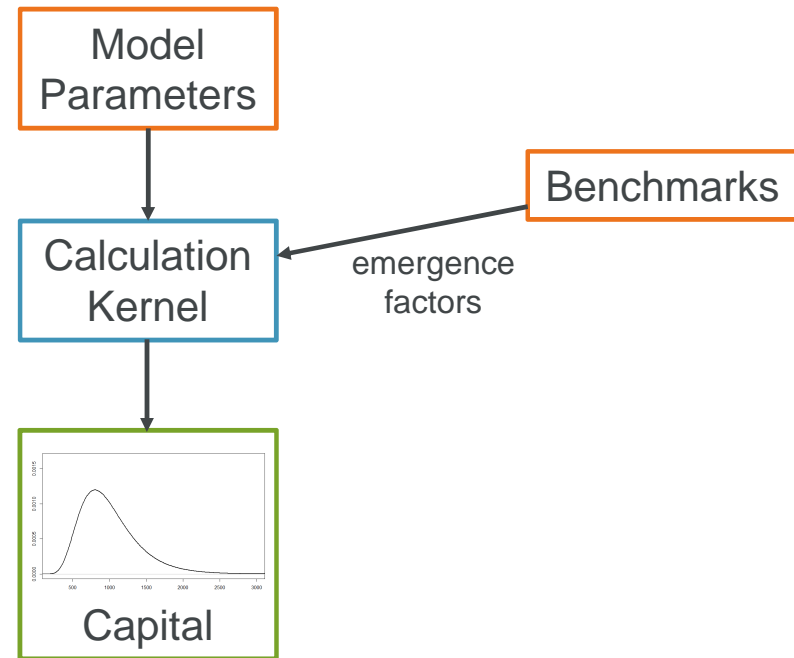 Model
Parameters
Benchmarks
Calculation
Kernel
emergence
factors
0.0015
0.0010
0.0005
0.0000
500
1000
1500
2000
2500
3000
Capital